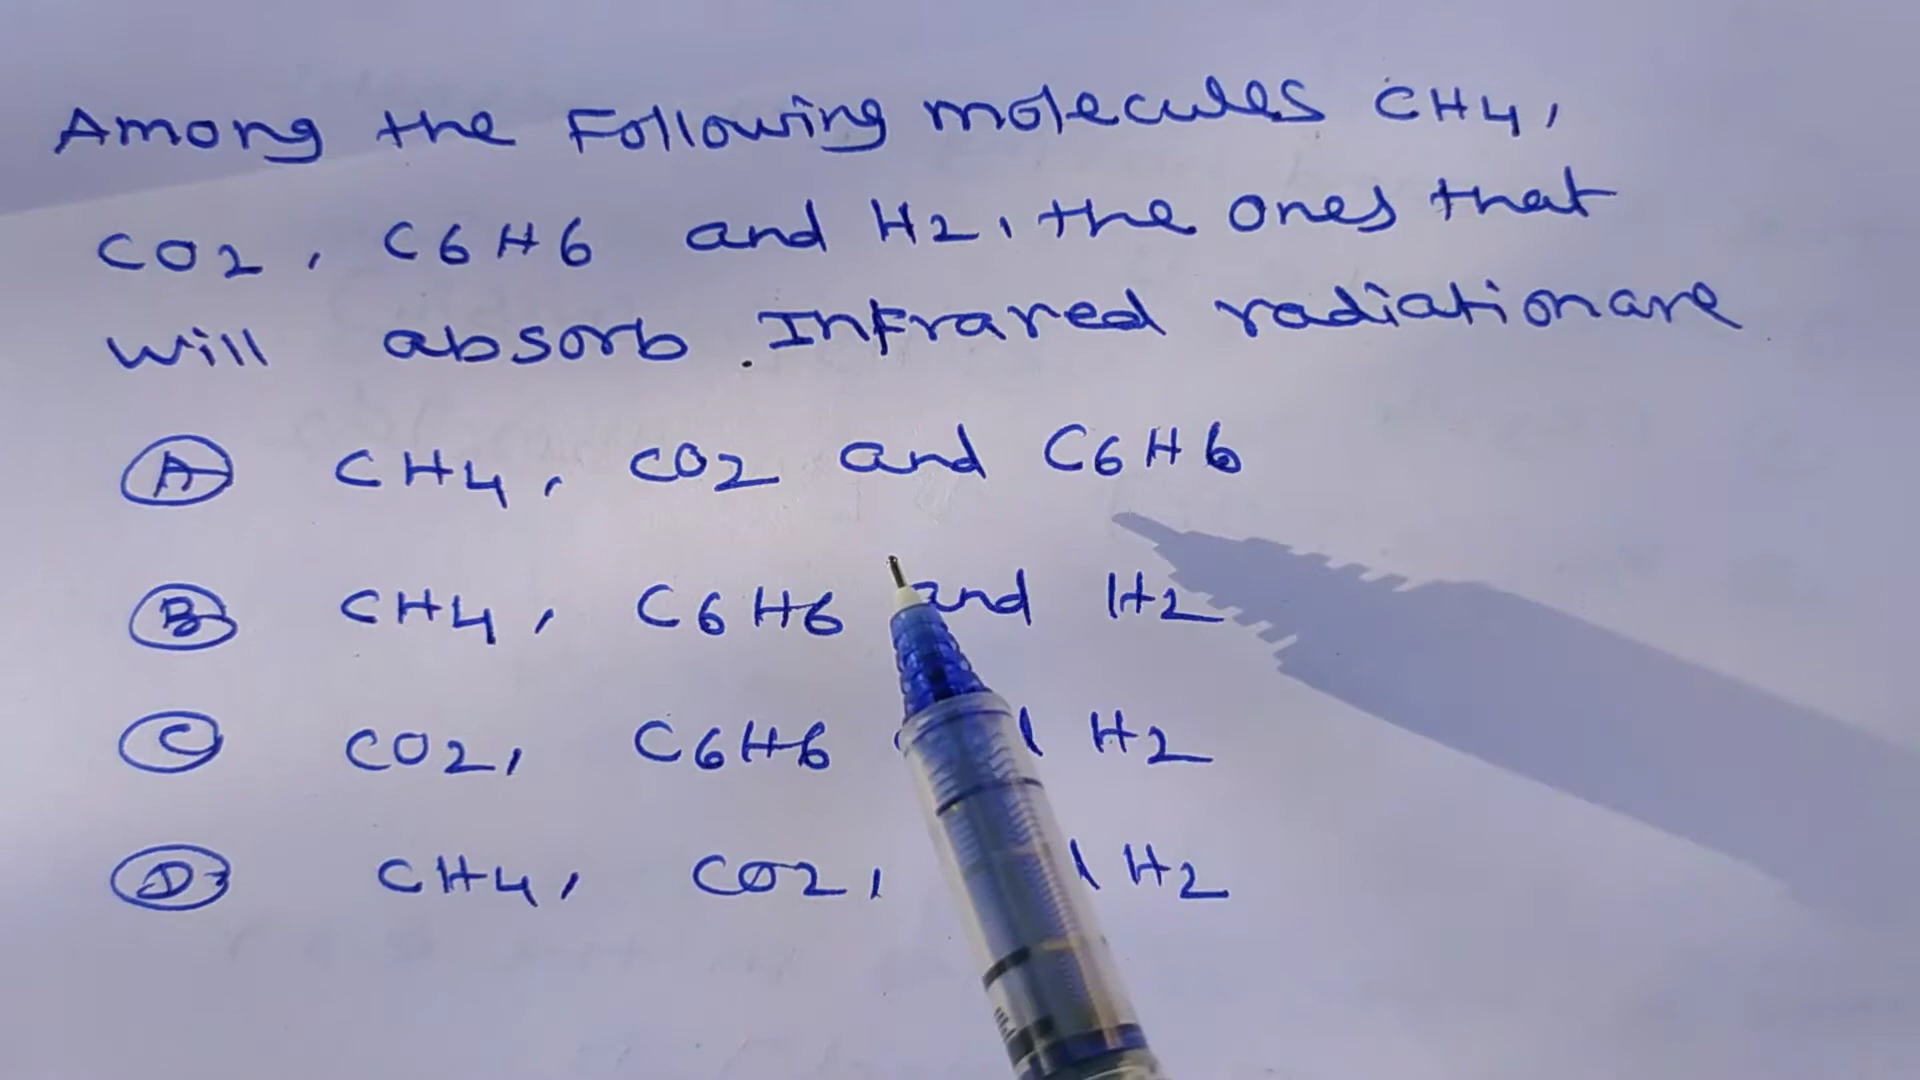 Among the Following molecules CH4,
CO2, C6H6 and H2, the ones that
will absorb Infrared radiation are
A CH4, CO2 and C6H6
B CH4, C6H6 and H2
C CO2, C6H6 H2
D CH4, CO2, H2